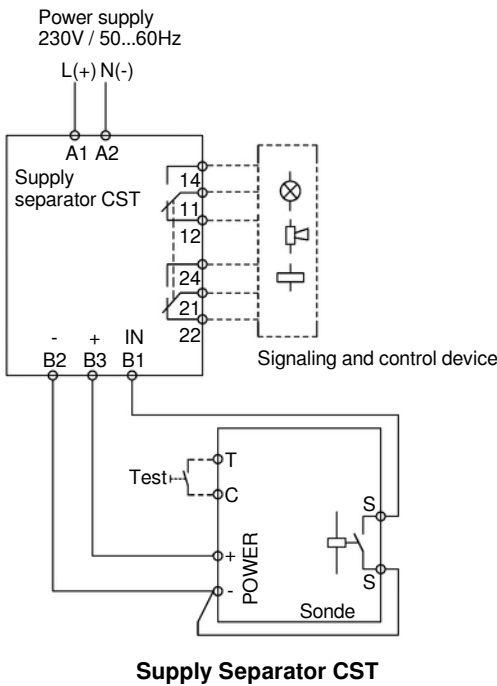 Power supply
230V / 50...60Hz
L(+) N(-)
A1 A2
Supply
separator CST
14
11
12
24
21
22
- + IN
B2 B3 B1
Signaling and control device
Test
T
C
S
+
-
POWER
S
Sonde
Supply Separator CST